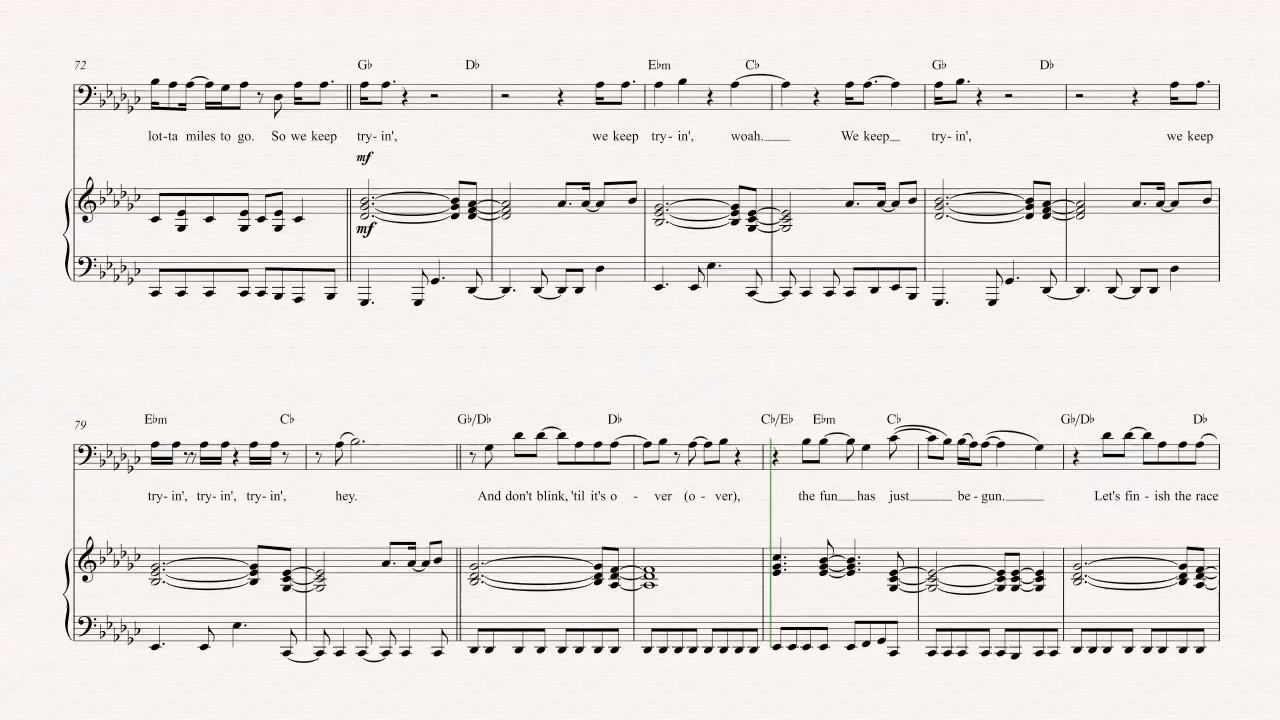 72 G♭ D♭ E♭m C♭ G♭ D♭
lot-ta miles to go. So we keep try- in', we keep try- in', woah. We keep try- in', we keep
mf
mf
79 E♭m C♭ G♭/D♭ D♭ C♭/E♭ E♭m C♭ G♭/D♭ D♭
try- in', try- in', try- in', hey. And don't blink, 'til it's o - ver (o - ver), the fun has just be - gun. Let's fin - ish the race